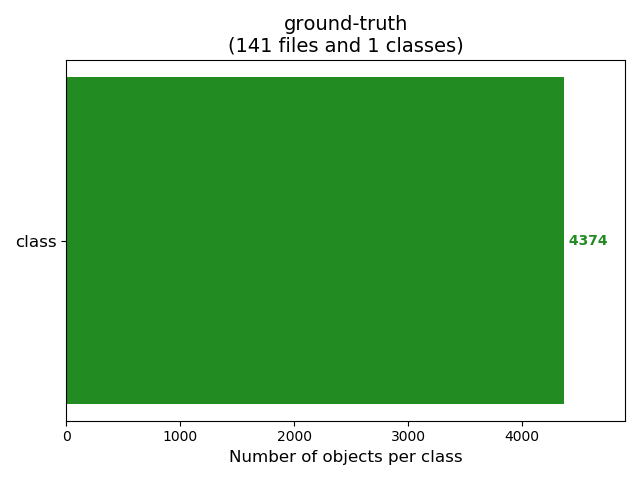 ground-truth
(141 files and 1 classes)
class
4374
0
1000
2000
3000
4000
Number of objects per class